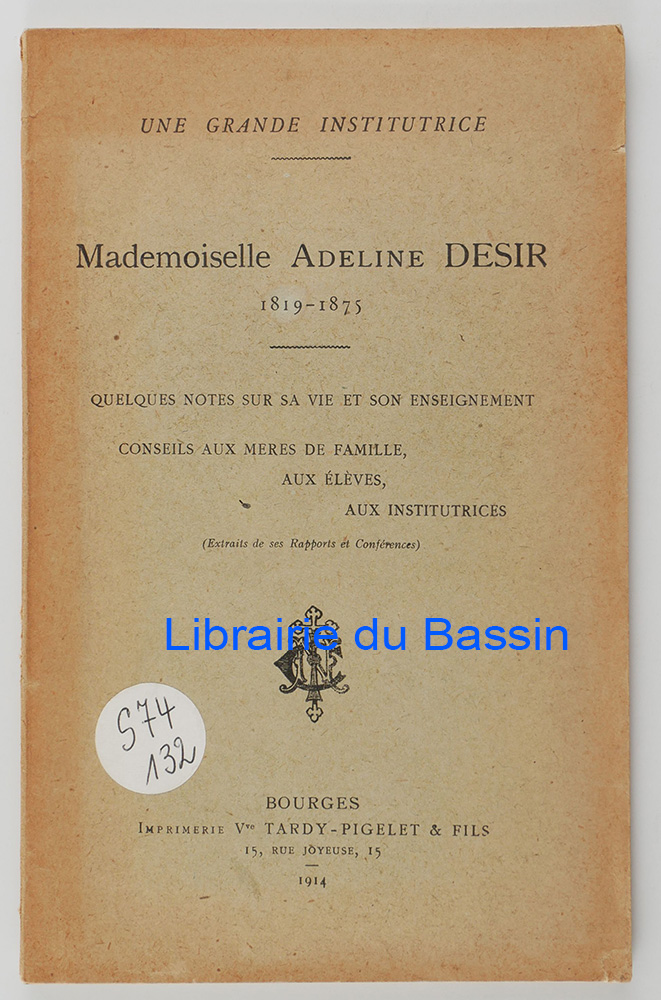 UNE GRANDE INSTITUTRICE
Mademoiselle ADELINE DESIR
1819-1875
QUELQUES NOTES SUR SA VIE ET SON ENSEIGNEMENT
CONSEILS AUX MERES DE FAMILLE,
AUX ÉLÈVES,
AUX INSTITUTRICES
(Extraits de ses Rapports et Conférences)
Librairie du Bassin
S74
132
BOURGES
IMPRIMERIE Vve TARDY-PIGELET & FILS
15, RUE JOYEUSE, 15
1914